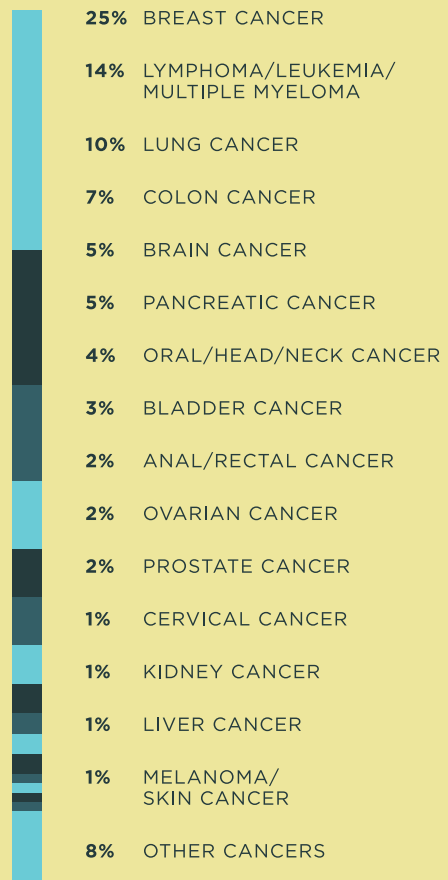 25% BREAST CANCER
14% LYMPHOMA/LEUKEMIA/
MULTIPLE MYELOMA
10% LUNG CANCER
7% COLON CANCER
5% BRAIN CANCER
5% PANCREATIC CANCER
4% ORAL/HEAD/NECK CANCER
3% BLADDER CANCER
2% ANAL/RECTAL CANCER
2% OVARIAN CANCER
2% PROSTATE CANCER
1% CERVICAL CANCER
1% KIDNEY CANCER
1% LIVER CANCER
1% MELANOMA/
SKIN CANCER
8% OTHER CANCERS